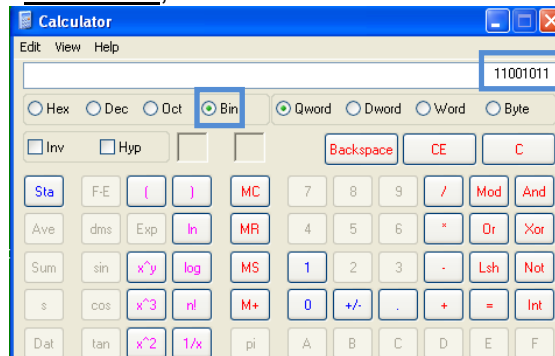 Calculator
Edit View Help
11001011
Hex Dec Oct Bin Qword Dword Word Byte
Inv Hyp Backspace CE C
Sta F-E ( ) MC 7 8 9 / Mod And
Ave dms Exp ln MR 4 5 6 * Or Xor
Sum sin x^y log MS 1 2 3 - Lsh Not
s cos x^3 n! M+ 0 +/- . + = Int
Dat tan x^2 1/x pi A B C D E F